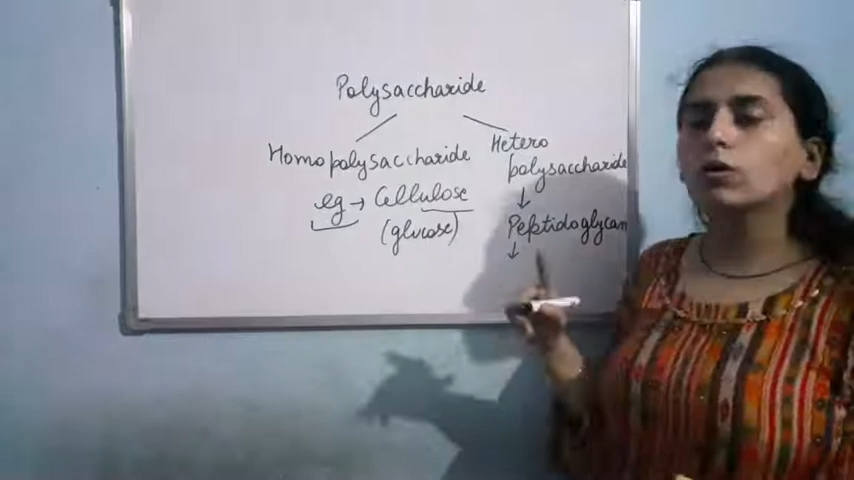 Polysaccharide
Homopolysaccharide
eg → Cellulose
(glucose)
Hetero
polysaccharide
↓
Peptidoglycan
↓